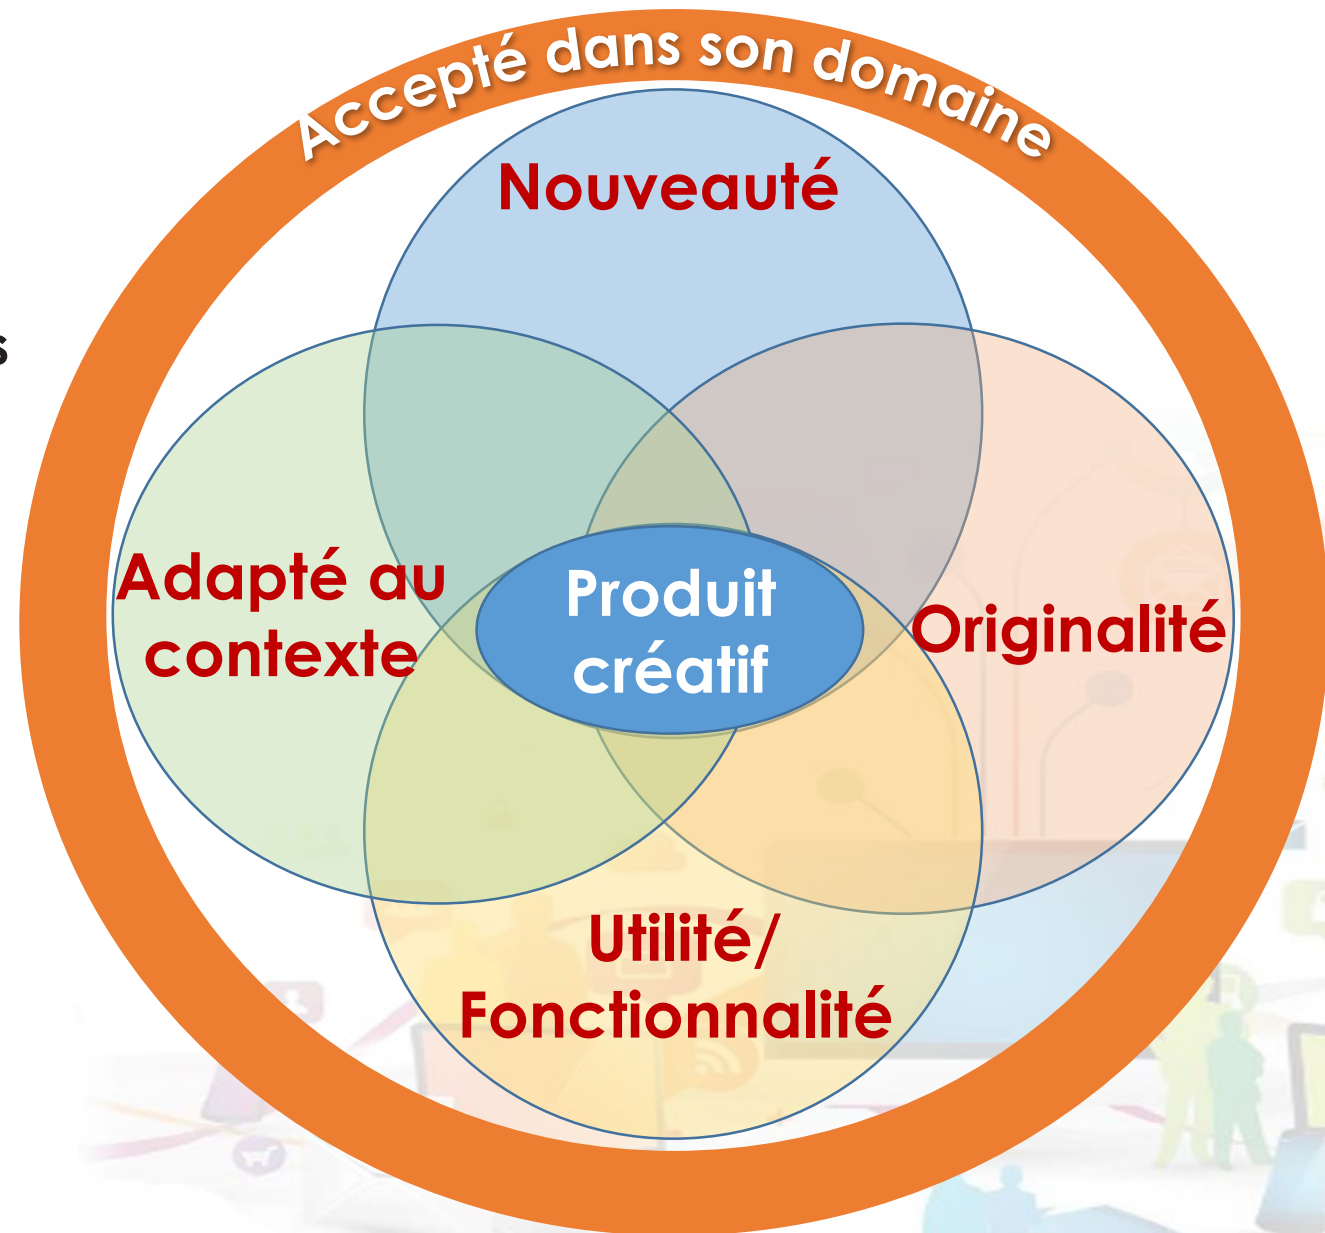 Accepté dans son domaine
Nouveauté
s
Adapté au
contexte
Produit
créatif
Originalité
Utilité/
Fonctionnalité